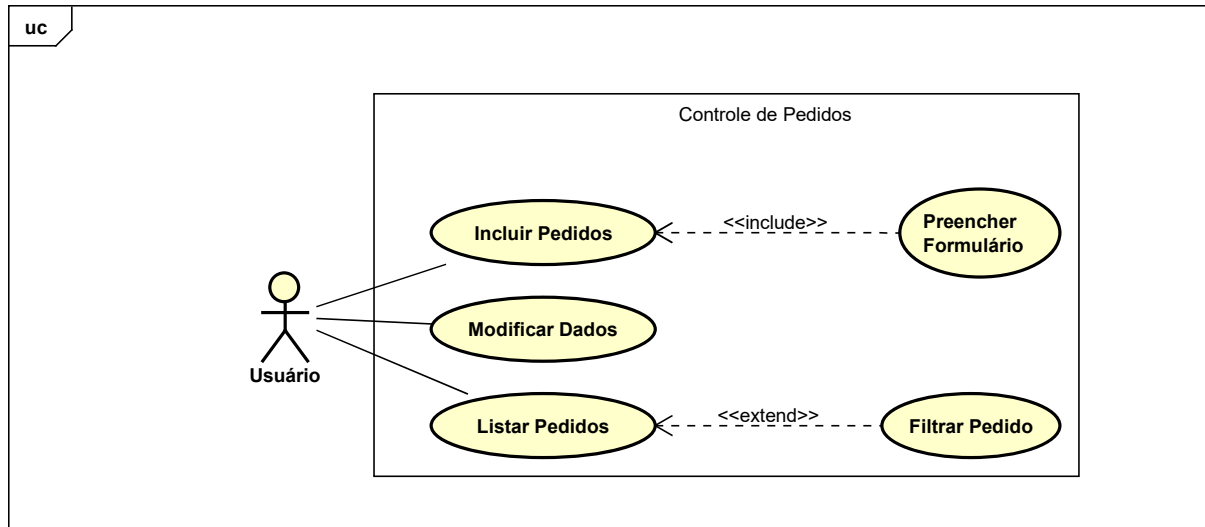 uc
Controle de Pedidos
Incluir Pedidos
<<include>>
Preencher
Formulário
Modificar Dados
Usuário
Listar Pedidos
<<extend>>
Filtrar Pedido